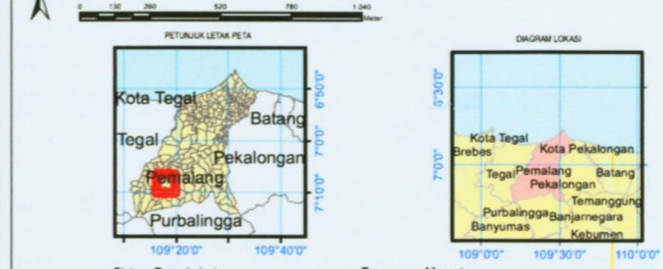 0 130 260 520 780 1.040
Meter
PETUNJUK LETAK PETA
Kota Tegal
Batang
Tegal
Pekalongan
Pemalang
Purbalingga
6°50'0"
7°0'0"
7°10'0"
109°20'0" 109°40'0"
DIAGRAM LOKASI
6°30'0"
7°0'0"
Kota Tegal
Brebes
Kota Pekalongan
Tegal Pemalang Batang
Pekalongan
Temanggung
Purbalingga Banjarnegara
Banyumas
Kebumen
109°0'0" 109°30'0" 110°0'0"